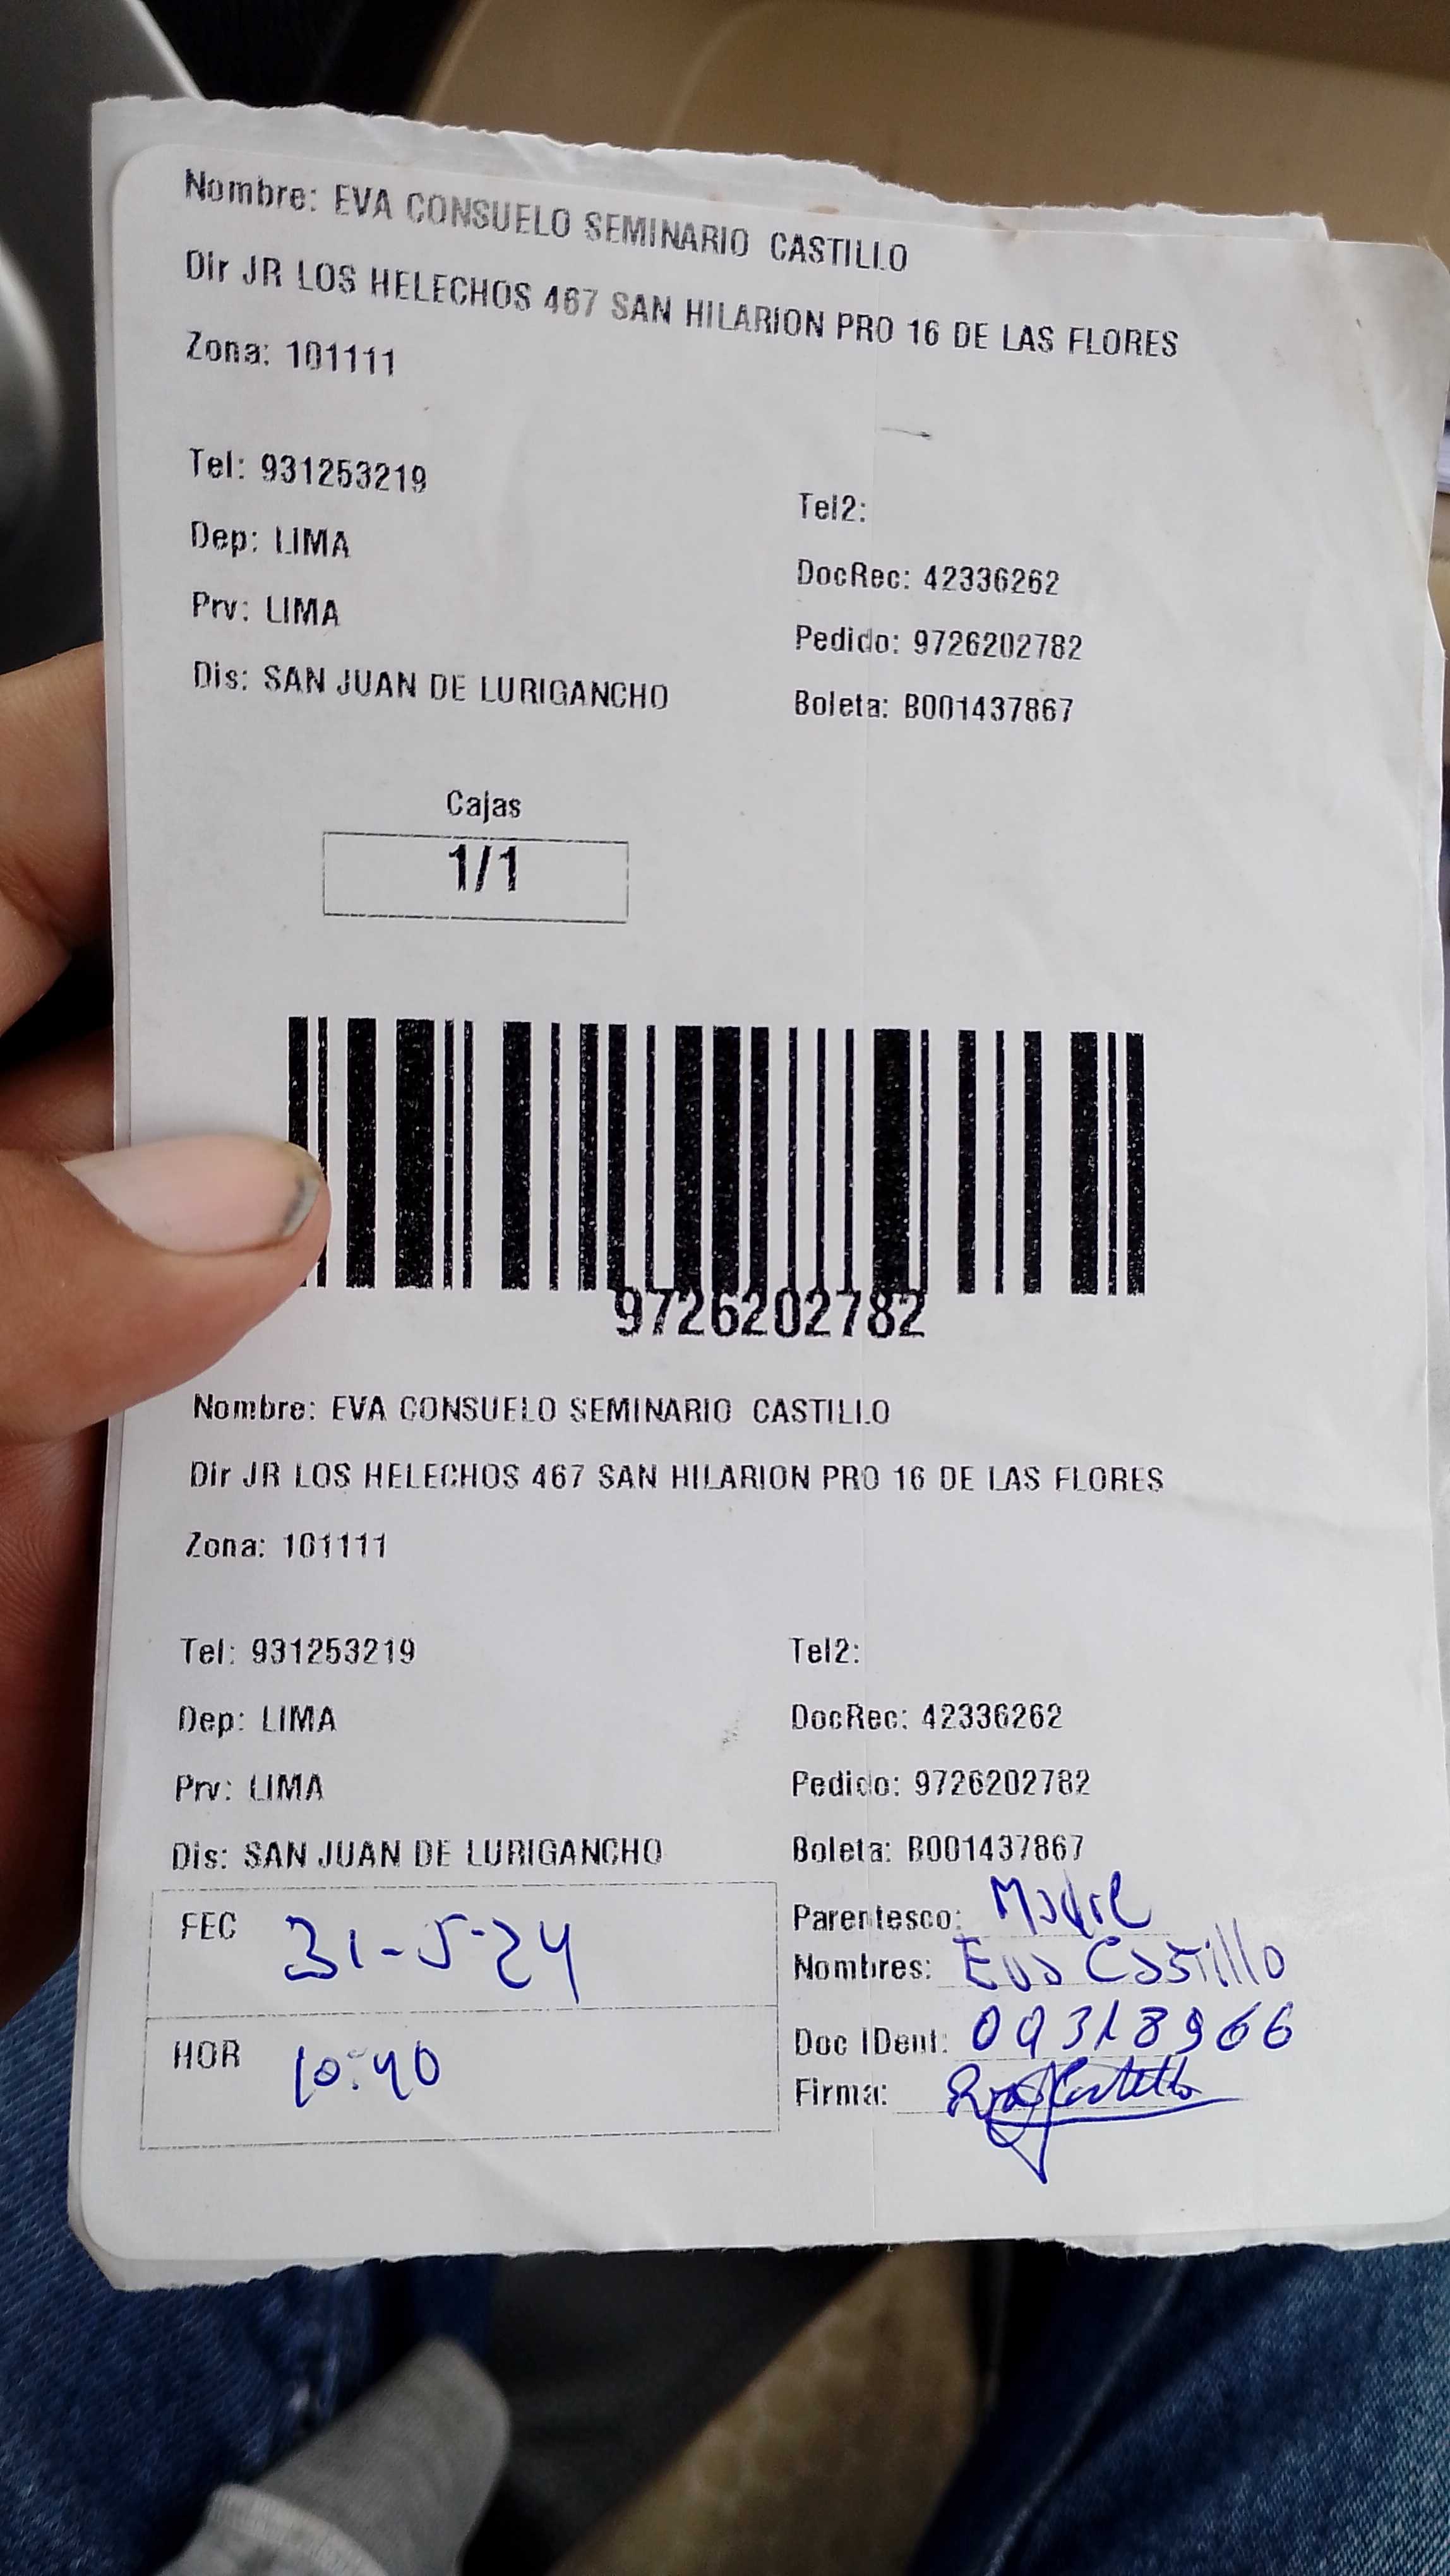 Nombre: EVA CONSUELO SEMINARIO CASTILLO
Dir JR LOS HELECHOS 467 SAN HILARION PRO 16 DE LAS FLORES
Zona: 101111
Tel: 931253219
Tel2:
Dep: LIMA
DocRec: 42336262
Prv: LIMA
Pedido: 9726202782
Dis: SAN JUAN DE LURIGANCHO
Boleta: B001437867
Cajas
1/1
9726202782
Nombre: EVA CONSUELO SEMINARIO CASTILLO
Dir JR LOS HELECHOS 467 SAN HILARION PRO 16 DE LAS FLORES
Zona: 101111
Tel: 931253219
Tel2:
Dep: LIMA
DocRec: 42336262
Prv: LIMA
Pedido: 9726202782
Dis: SAN JUAN DE LURIGANCHO
Boleta: B001437867
FEC 31-5-24
Parentesco: Madre
Nombres: Eva Castillo
HOR 10:40
Doc IDent: 09318966
Firma: